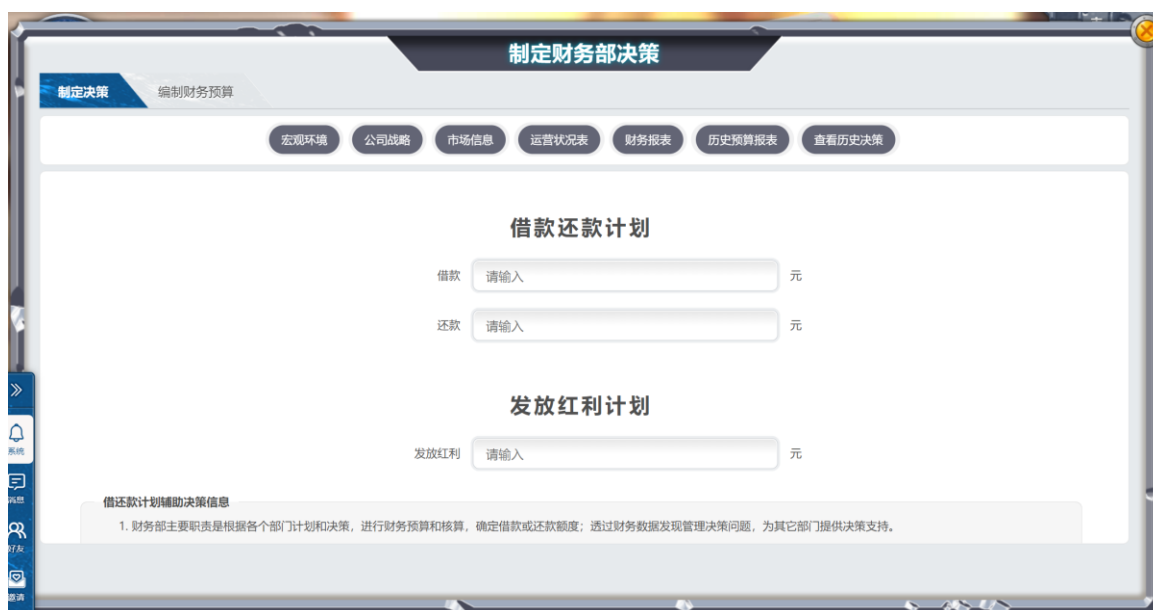 制定财务部决策
制定决策
编制财务预算
宏观环境
公司战略
市场信息
运营状况表
财务报表
历史预算报表
查看历史决策
借款还款计划
借款 请输入 元
还款 请输入 元
发放红利计划
发放红利 请输入 元
借还款计划辅助决策信息
1. 财务部主要职责是根据各个部门计划和决策，进行财务预算和核算，确定借款或还款额度；透过财务数据发现管理决策问题，为其它部门提供决策支持。
系统
消息
好友
邀请